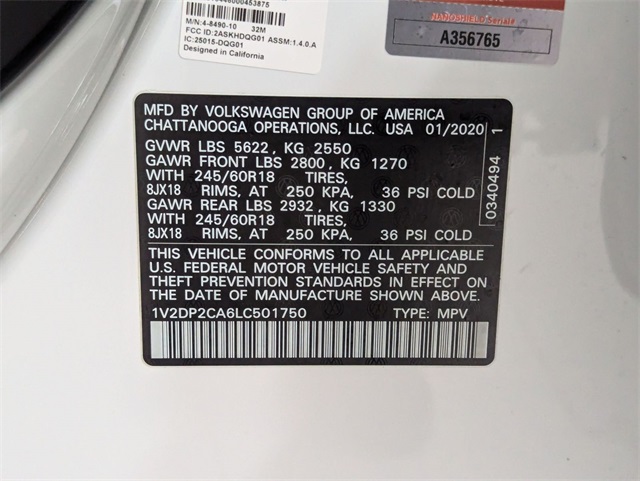 M/N:4-8490-10 32M
FCC ID:2ASKHDQG01 ASSM:1.4.0.A
IC:25015-DQG01
Designed in California
HARDSHIELD Serial#
A356765
MFD BY VOLKSWAGEN GROUP OF AMERICA
CHATTANOOGA OPERATIONS, LLC. USA 01/2020
GVWR LBS 5622, KG 2550
GAWR FRONT LBS 2800, KG 1270
WITH 245/60R18 TIRES,
8JX18 RIMS, AT 250 KPA, 36 PSI COLD
GAWR REAR LBS 2932, KG 1330
WITH 245/60R18 TIRES,
8JX18 RIMS, AT 250 KPA, 36 PSI COLD
0340494 1
THIS VEHICLE CONFORMS TO ALL APPLICABLE
U.S. FEDERAL MOTOR VEHICLE SAFETY AND
THEFT PREVENTION STANDARDS IN EFFECT ON
THE DATE OF MANUFACTURE SHOWN ABOVE.
1V2DP2CA6LC501750 TYPE: MPV